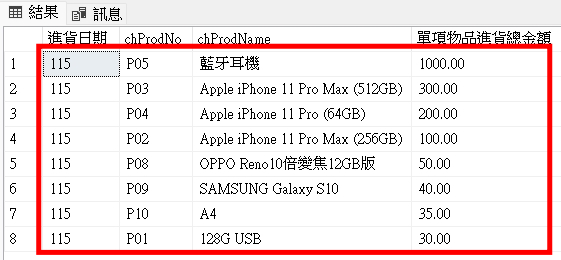 結果 訊息
進貨日期 chProdNo chProdName 單項物品進貨總金額
1 115 P05 藍牙耳機 1000.00
2 115 P03 Apple iPhone 11 Pro Max (512GB) 300.00
3 115 P04 Apple iPhone 11 Pro (64GB) 200.00
4 115 P02 Apple iPhone 11 Pro Max (256GB) 100.00
5 115 P08 OPPO Reno10倍變焦12GB版 50.00
6 115 P09 SAMSUNG Galaxy S10 40.00
7 115 P10 A4 35.00
8 115 P01 128G USB 30.00